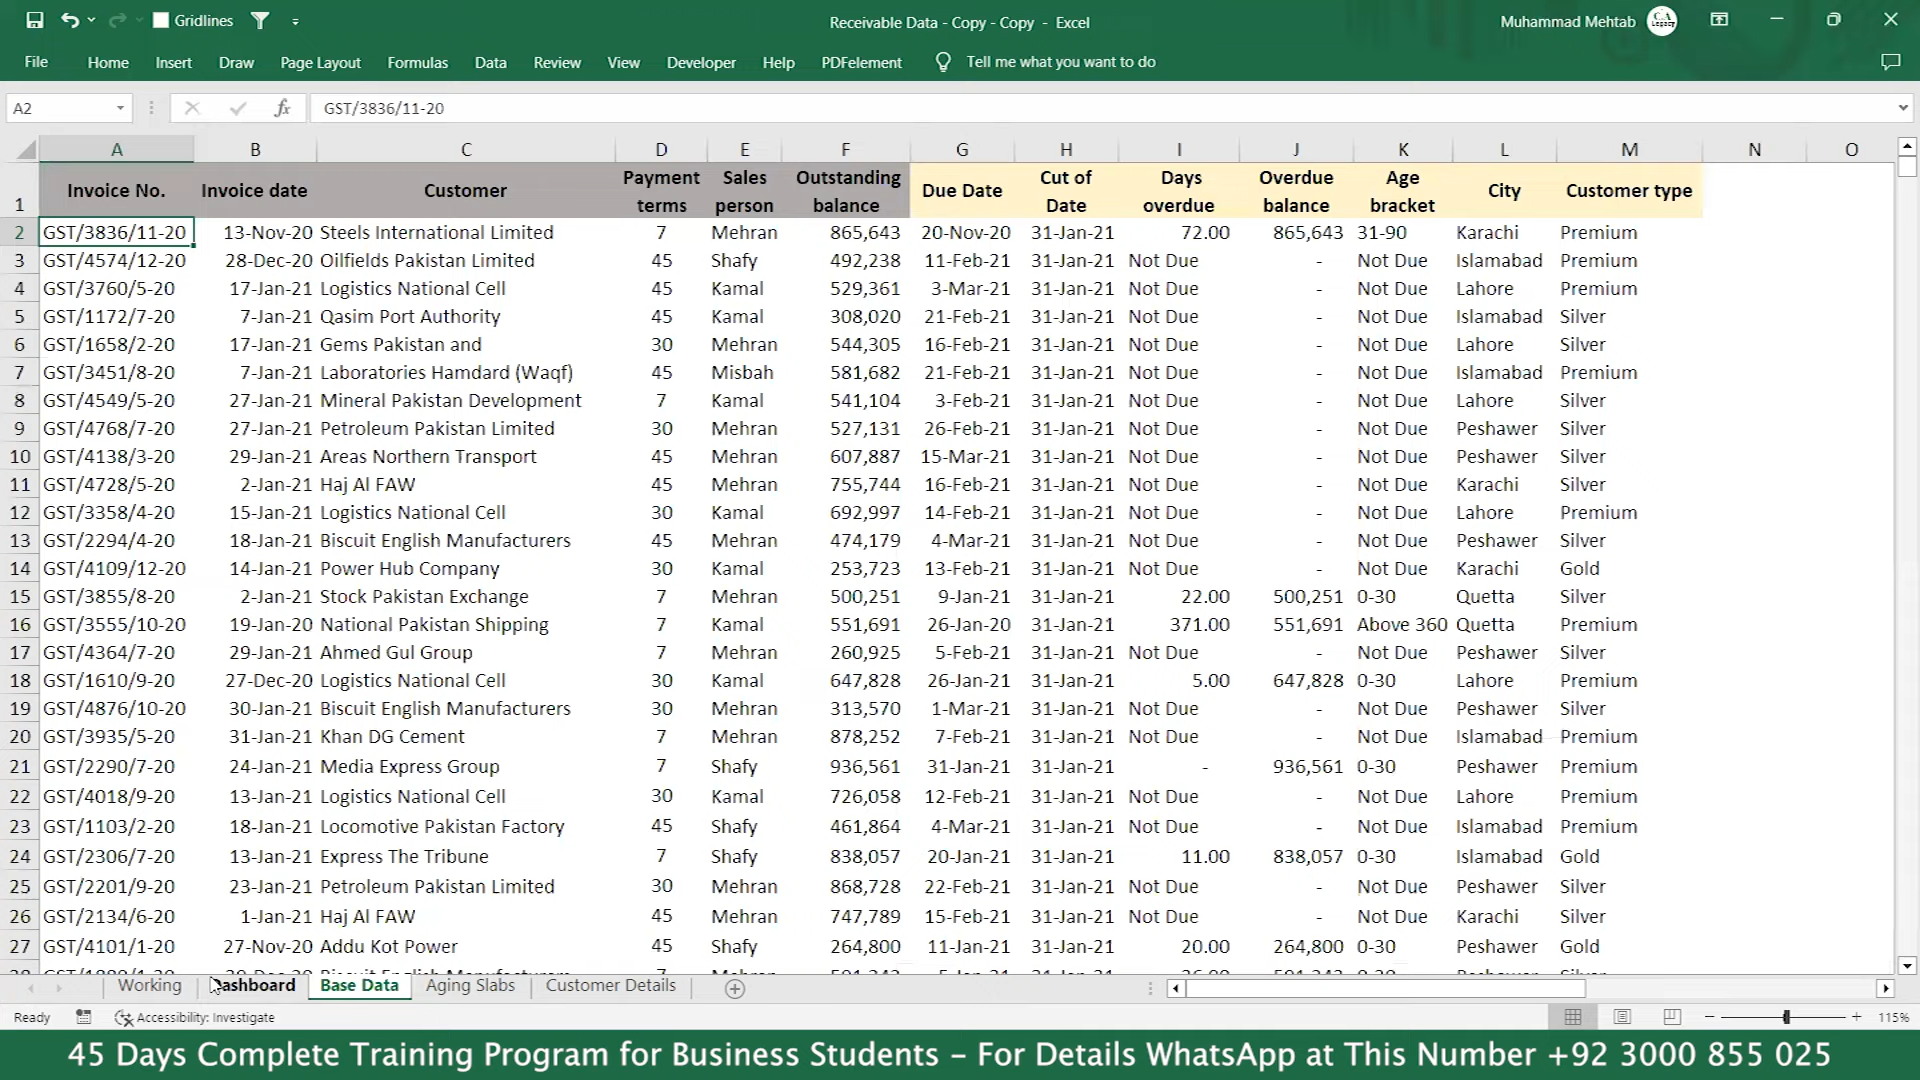 Gridlines
Receivable Data - Copy - Copy - Excel
Muhammad Mehtab
File Home Insert Draw Page Layout Formulas Data Review View Developer Help PDFelement Tell me what you want to do
A2 fx GST/3836/11-20
A B C D E F G H I J K L M N O
1 Invoice No. Invoice date Customer Payment terms Sales person Outstanding balance Due Date Cut of Date Days overdue Overdue balance Age bracket City Customer type
2 GST/3836/11-20 13-Nov-20 Steels International Limited 7 Mehran 865,643 20-Nov-20 31-Jan-21 72.00 865,643 31-90 Karachi Premium
3 GST/4574/12-20 28-Dec-20 Oilfields Pakistan Limited 45 Shafy 492,238 11-Feb-21 31-Jan-21 Not Due - Not Due Islamabad Premium
4 GST/3760/5-20 17-Jan-21 Logistics National Cell 45 Kamal 529,361 3-Mar-21 31-Jan-21 Not Due - Not Due Lahore Premium
5 GST/1172/7-20 7-Jan-21 Qasim Port Authority 45 Kamal 308,020 21-Feb-21 31-Jan-21 Not Due - Not Due Islamabad Silver
6 GST/1658/2-20 17-Jan-21 Gems Pakistan and 30 Mehran 544,305 16-Feb-21 31-Jan-21 Not Due - Not Due Lahore Silver
7 GST/3451/8-20 7-Jan-21 Laboratories Hamdard (Waqf) 45 Misbah 581,682 21-Feb-21 31-Jan-21 Not Due - Not Due Islamabad Premium
8 GST/4549/5-20 27-Jan-21 Mineral Pakistan Development 7 Kamal 541,104 3-Feb-21 31-Jan-21 Not Due - Not Due Lahore Silver
9 GST/4768/7-20 27-Jan-21 Petroleum Pakistan Limited 30 Mehran 527,131 26-Feb-21 31-Jan-21 Not Due - Not Due Peshawer Silver
10 GST/4138/3-20 29-Jan-21 Areas Northern Transport 45 Mehran 607,887 15-Mar-21 31-Jan-21 Not Due - Not Due Peshawer Silver
11 GST/4728/5-20 2-Jan-21 Haj Al FAW 45 Mehran 755,744 16-Feb-21 31-Jan-21 Not Due - Not Due Karachi Silver
12 GST/3358/4-20 15-Jan-21 Logistics National Cell 30 Kamal 692,997 14-Feb-21 31-Jan-21 Not Due - Not Due Lahore Premium
13 GST/2294/4-20 18-Jan-21 Biscuit English Manufacturers 45 Mehran 474,179 4-Mar-21 31-Jan-21 Not Due - Not Due Peshawer Silver
14 GST/4109/12-20 14-Jan-21 Power Hub Company 30 Kamal 253,723 13-Feb-21 31-Jan-21 Not Due - Not Due Karachi Gold
15 GST/3855/8-20 2-Jan-21 Stock Pakistan Exchange 7 Mehran 500,251 9-Jan-21 31-Jan-21 22.00 500,251 0-30 Quetta Silver
16 GST/3555/10-20 19-Jan-20 National Pakistan Shipping 7 Kamal 551,691 26-Jan-20 31-Jan-21 371.00 551,691 Above 360 Quetta Premium
17 GST/4364/7-20 29-Jan-21 Ahmed Gul Group 7 Mehran 260,925 5-Feb-21 31-Jan-21 Not Due - Not Due Peshawer Silver
18 GST/1610/9-20 27-Dec-20 Logistics National Cell 30 Kamal 647,828 26-Jan-21 31-Jan-21 5.00 647,828 0-30 Lahore Premium
19 GST/4876/10-20 30-Jan-21 Biscuit English Manufacturers 30 Mehran 313,570 1-Mar-21 31-Jan-21 Not Due - Not Due Peshawer Silver
20 GST/3935/5-20 31-Jan-21 Khan DG Cement 7 Mehran 878,252 7-Feb-21 31-Jan-21 Not Due - Not Due Islamabad Premium
21 GST/2290/7-20 24-Jan-21 Media Express Group 7 Shafy 936,561 31-Jan-21 31-Jan-21 - 936,561 0-30 Peshawer Premium
22 GST/4018/9-20 13-Jan-21 Logistics National Cell 30 Kamal 726,058 12-Feb-21 31-Jan-21 Not Due - Not Due Lahore Premium
23 GST/1103/2-20 18-Jan-21 Locomotive Pakistan Factory 45 Shafy 461,864 4-Mar-21 31-Jan-21 Not Due - Not Due Islamabad Premium
24 GST/2306/7-20 13-Jan-21 Express The Tribune 7 Shafy 838,057 20-Jan-21 31-Jan-21 11.00 838,057 0-30 Islamabad Gold
25 GST/2201/9-20 23-Jan-21 Petroleum Pakistan Limited 30 Mehran 868,728 22-Feb-21 31-Jan-21 Not Due - Not Due Peshawer Silver
26 GST/2134/6-20 1-Jan-21 Haj Al FAW 45 Mehran 747,789 15-Feb-21 31-Jan-21 Not Due - Not Due Karachi Silver
27 GST/4101/1-20 27-Nov-20 Addu Kot Power 45 Shafy 264,800 11-Jan-21 31-Jan-21 20.00 264,800 0-30 Peshawer Gold
Working Dashboard Base Data Aging Slabs Customer Details
Ready Accessibility: Investigate 115%
45 Days Complete Training Program for Business Students – For Details WhatsApp at This Number +92 3000 855 025